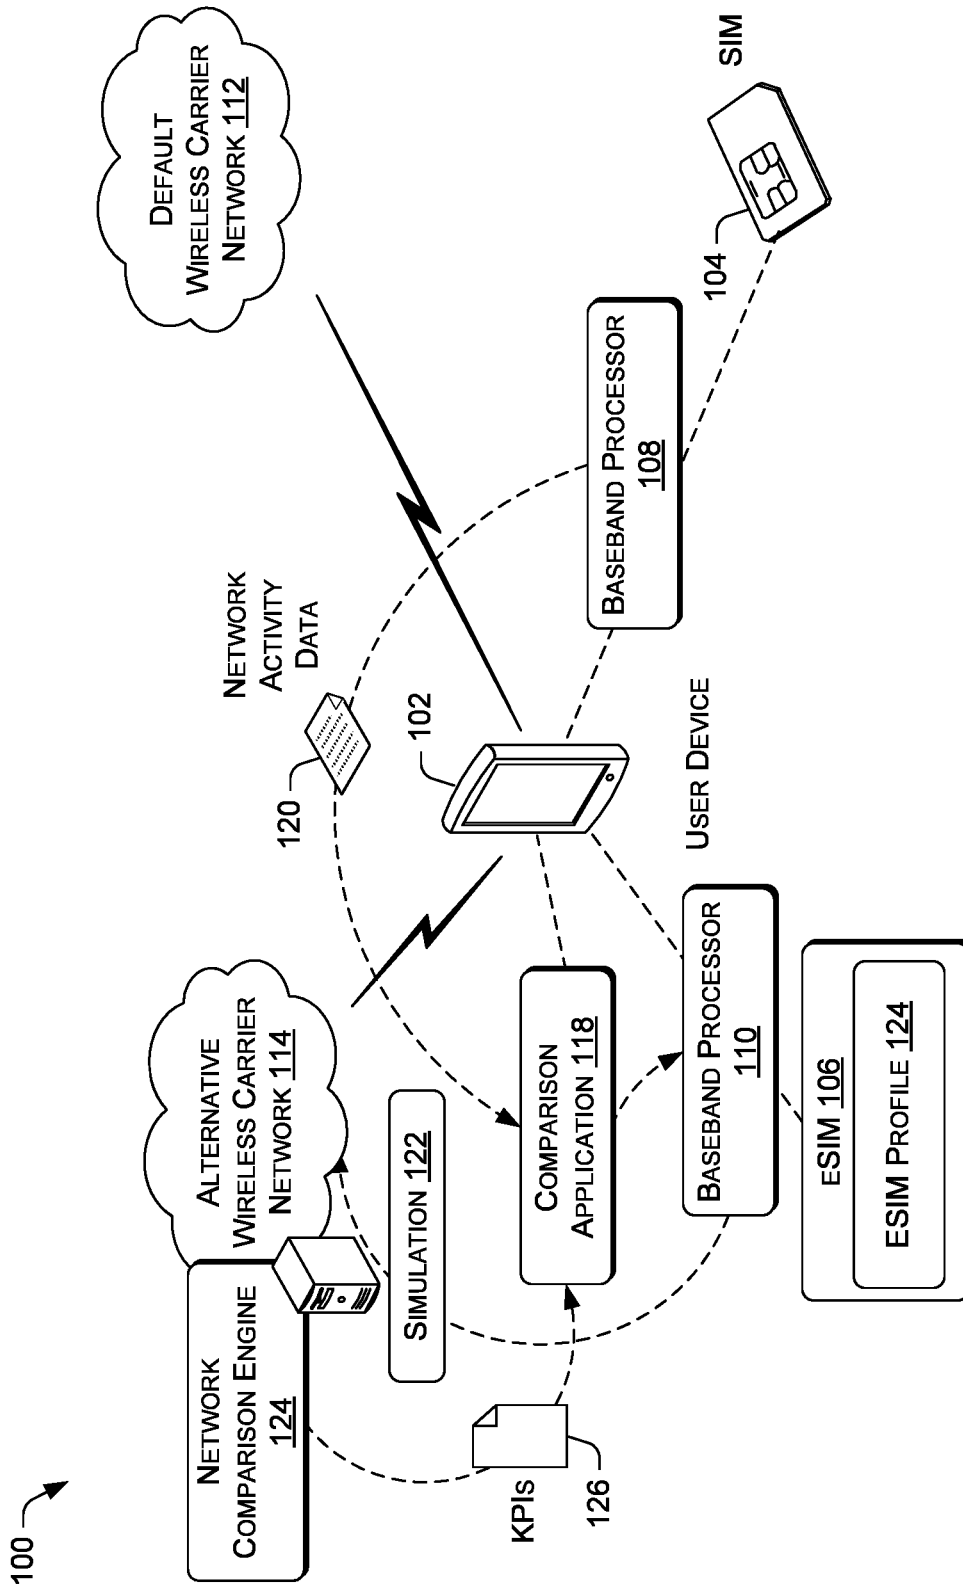 100
NETWORK
COMPARISON ENGINE
124
ALTERNATIVE
WIRELESS CARRIER
NETWORK 114
DEFAULT
WIRELESS CARRIER
NETWORK 112
NETWORK
ACTIVITY
DATA
120
SIMULATION 122
102
KPIS
126
COMPARISON
APPLICATION 118
USER DEVICE
BASEBAND PROCESSOR
108
104
SIM
BASEBAND PROCESSOR
110
ESIM 106
ESIM PROFILE 124